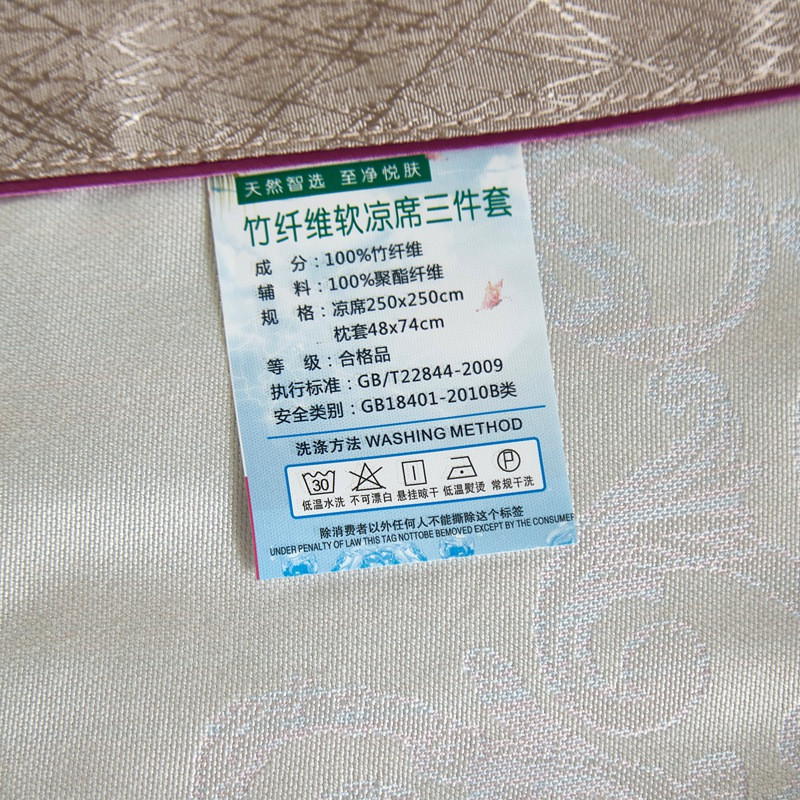 天然智选 至净悦肤
竹纤维软凉席三件套
成 分：100%竹纤维
辅 料：100%聚酯纤维
规 格：凉席250x250cm
枕套48x74cm
等 级：合格品
执行标准：GB/T22844-2009
安全类别：GB18401-2010B类
洗涤方法 WASHING METHOD
30 P
低温水洗 不可漂白 悬挂晾干 低温熨烫 常规干洗
除消费者以外任何人不能撕除这个标签
UNDER PENALTY OF LAW THIS TAG NOTTOBE BEMOVED EXCEPT BY THE CONSUMER